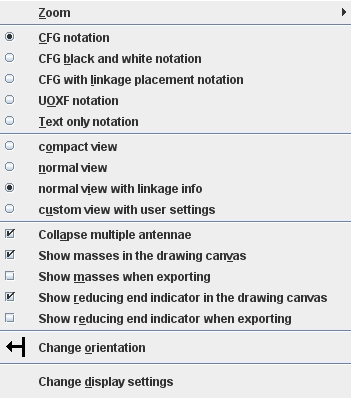 Zoom
CFG notation
CFG black and white notation
CFG with linkage placement notation
UOXF notation
Text only notation
compact view
normal view
normal view with linkage info
custom view with user settings
Collapse multiple antennae
Show masses in the drawing canvas
Show masses when exporting
Show reducing end indicator in the drawing canvas
Show reducing end indicator when exporting
Change orientation
Change display settings